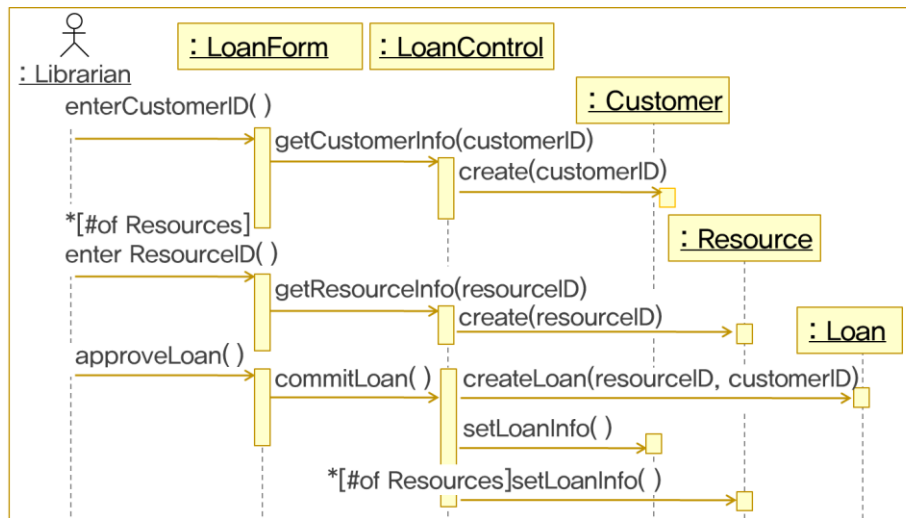 : LoanForm
: LoanControl
: Librarian
: Customer
enterCustomerID( )
getCustomerInfo(customerID)
create(customerID)
*[#of Resources]
enter ResourceID( )
: Resource
getResourceInfo(resourceID)
create(resourceID)
: Loan
approveLoan( )
commitLoan( )
createLoan(resourceID, customerID)
setLoanInfo( )
*[#of Resources]setLoanInfo( )